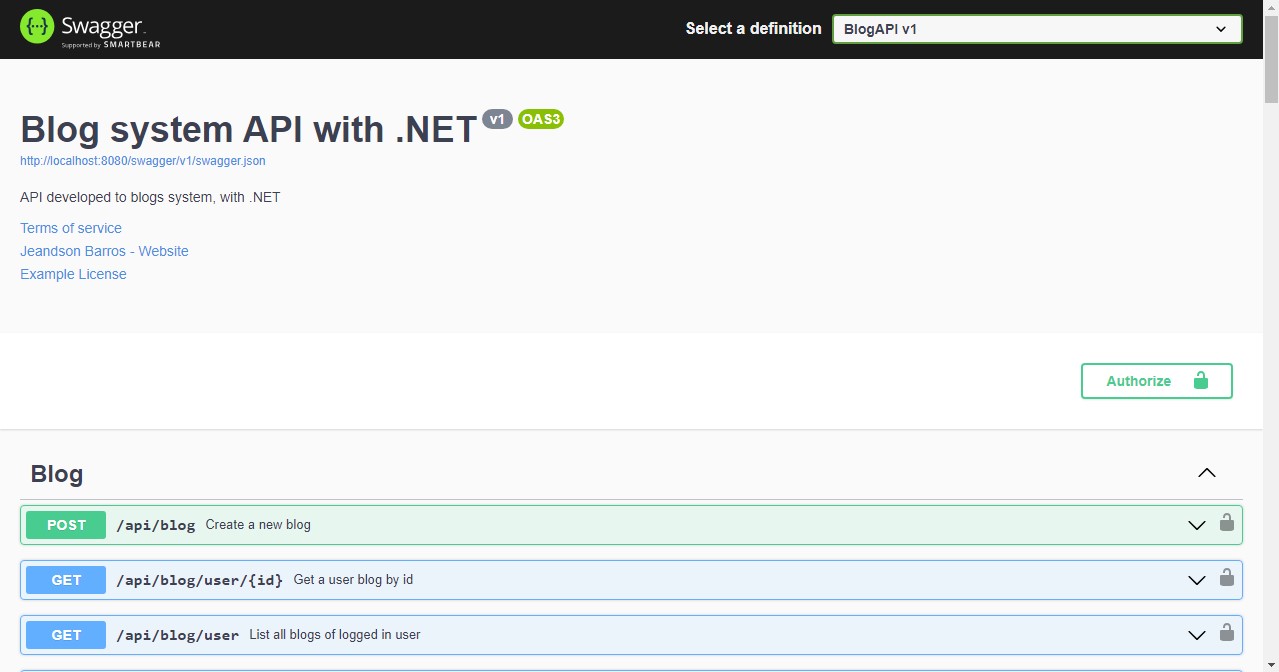 Swagger.
Supported by SMARTBEAR
Select a definition
BlogAPI v1
Blog system API with .NET v1 OAS3
http://localhost:8080/swagger/v1/swagger.json
API developed to blogs system, with .NET
Terms of service
Jeandson Barros - Website
Example License
Authorize
Blog
POST /api/blog Create a new blog
GET /api/blog/user/{id} Get a user blog by id
GET /api/blog/user List all blogs of logged in user